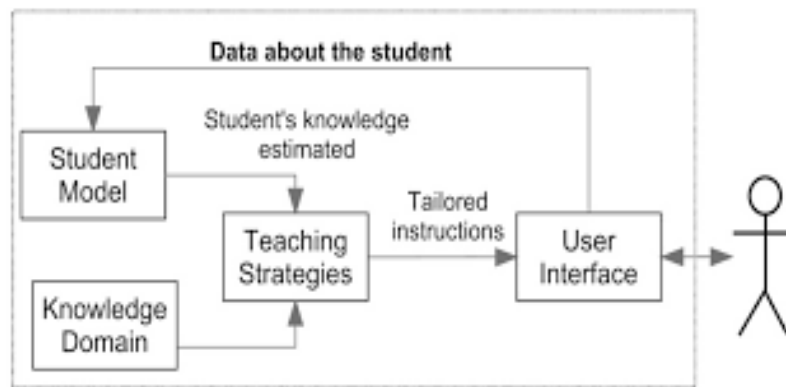 Data about the student
Student's knowledge
estimated
Student
Model
Tailored
instructions
Teaching
Strategies
User
Interface
Knowledge
Domain